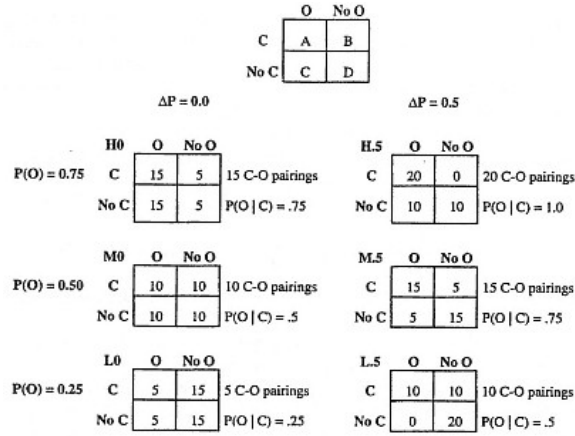 O No O
C A B
No C C D
ΔP = 0.0 ΔP = 0.5
H0 O No O H.5 O No O
P(O) = 0.75 C 15 5 15 C-O pairings C 20 0 20 C-O pairings
No C 15 5 P(O | C) = .75 No C 10 10 P(O | C) = 1.0
M0 O No O M.5 O No O
P(O) = 0.50 C 10 10 10 C-O pairings C 15 5 15 C-O pairings
No C 10 10 P(O | C) = .5 No C 5 15 P(O | C) = .75
L0 O No O L.5 O No O
P(O) = 0.25 C 5 15 5 C-O pairings C 10 10 10 C-O pairings
No C 5 15 P(O | C) = .25 No C 0 20 P(O | C) = .5